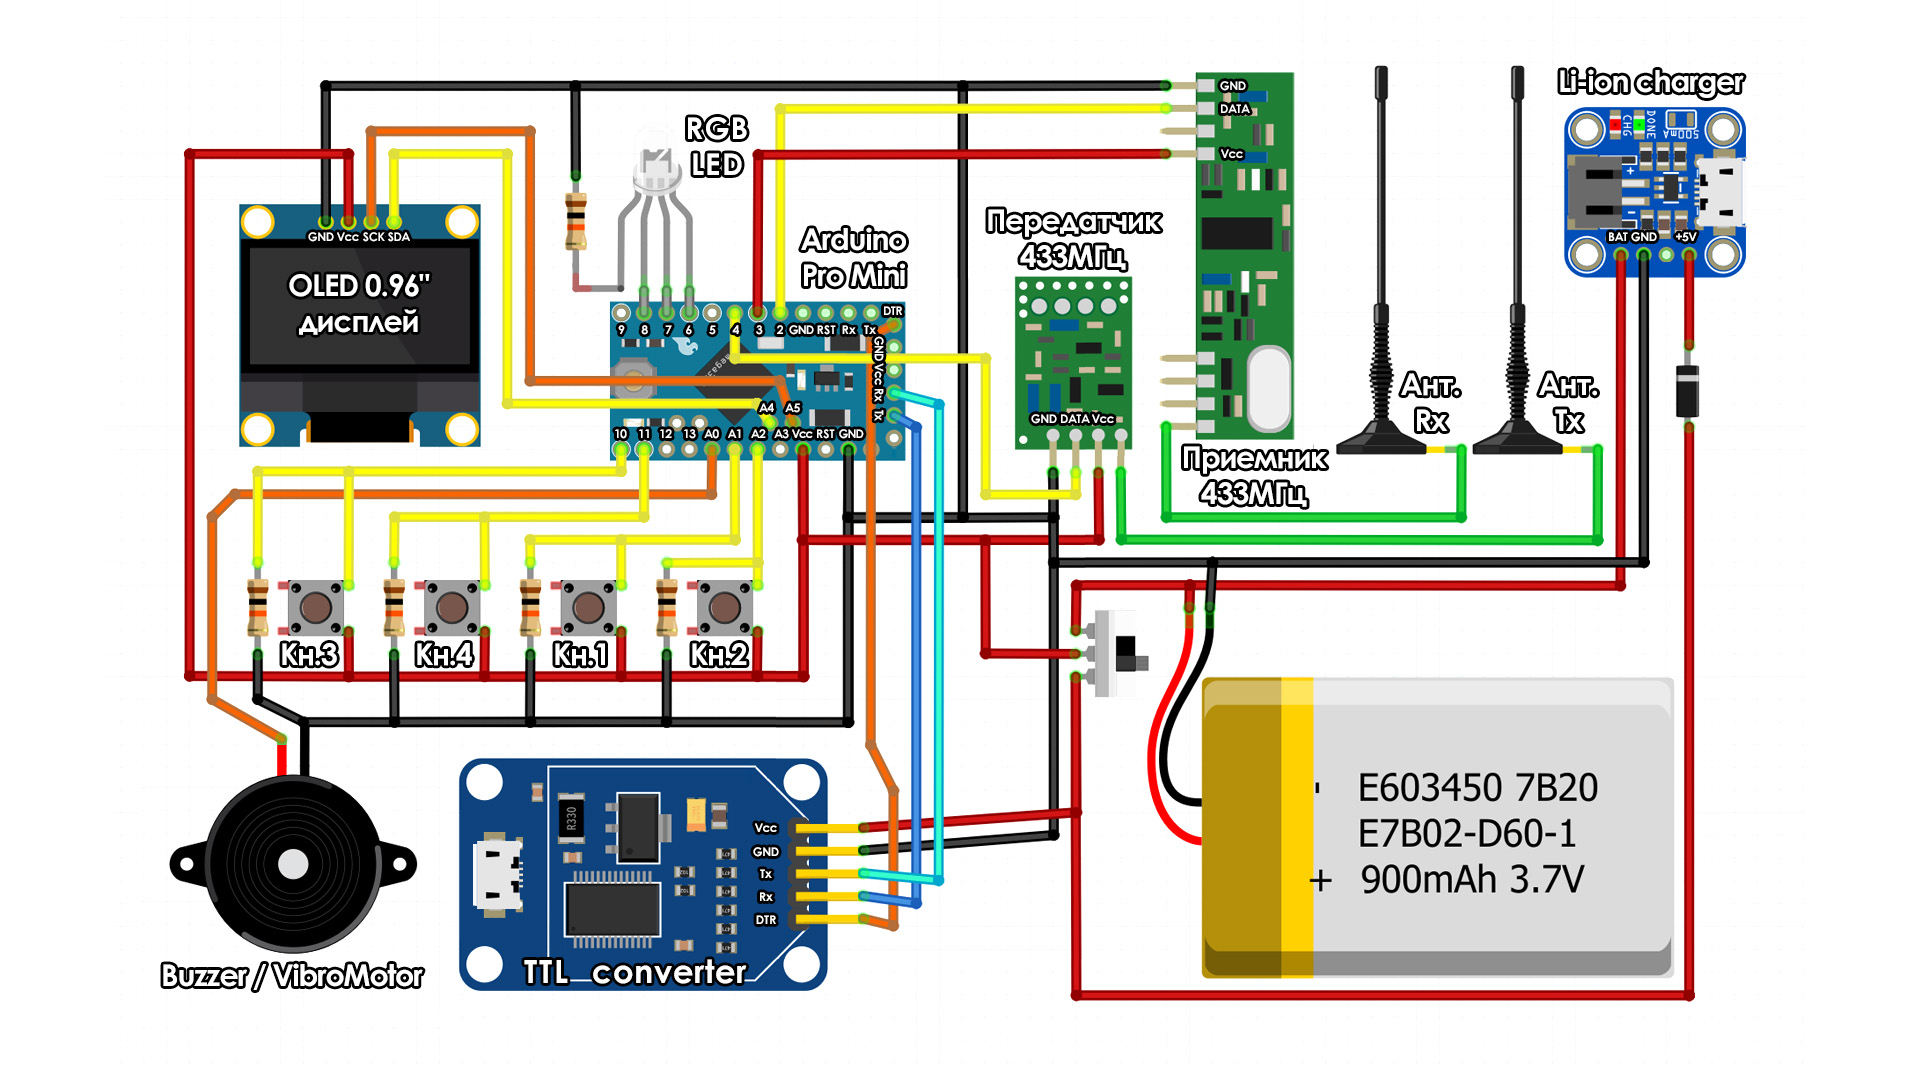 Li-ion charger
CHG
DONE
500mA
+
-
BAT GND +5V
GND
DATA
Vcc
RGB
LED
GND Vcc SCK SDA
OLED 0.96"
дисплей
Arduino
Pro Mini
Передатчик
433МГц
9 8 7 6 5 4 3 2 GND RST Rx Tx DTR
GND Vcc Rx Tx
A4 A5
10 11 12 13 A0 A1 A2 A3 Vcc RST GND
GND DATA Vcc
Приемник
433МГц
Ант.
Rx
Ант.
Tx
Кн.3
Кн.4
Кн.1
Кн.2
Buzzer / VibroMotor
R330
Vcc
GND
Tx
Rx
DTR
TTL converter
- E603450 7B20
E7B02-D60-1
+ 900mAh 3.7V